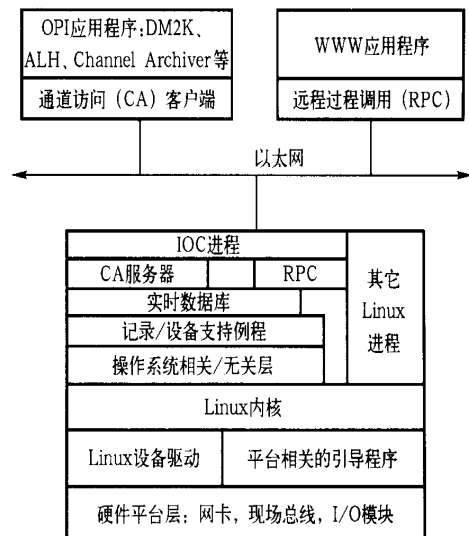 OPI应用程序:DM2K、
ALH、Channel Archiver等
通道访问（CA）客户端
WWW应用程序
远程过程调用（RPC）
以太网
IOC进程
CA服务器
RPC
实时数据库
记录/设备支持例程
操作系统相关/无关层
其它
Linux
进程
Linux内核
Linux设备驱动
平台相关的引导程序
硬件平台层：网卡，现场总线，I/O模块